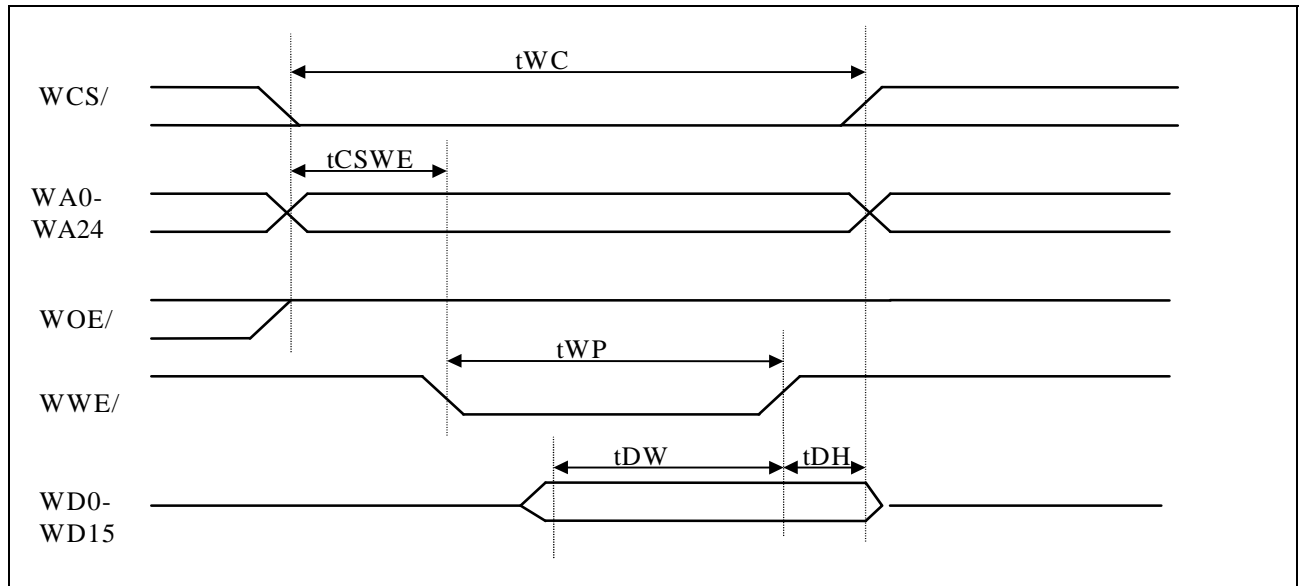 tWC
WCS/
tCSWE
WA0-
WA24
WOE/
tWP
WWE/
tDW
tDH
WD0-
WD15